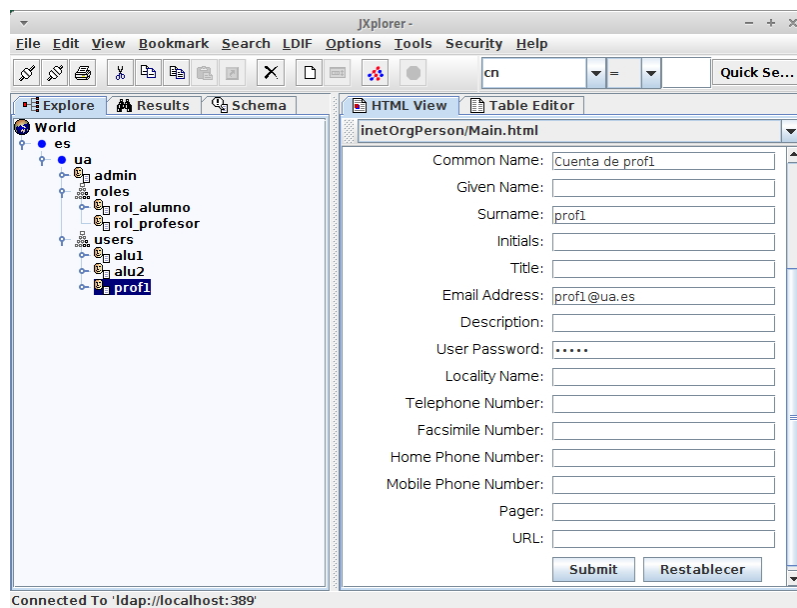 JXplorer -
File Edit View Bookmark Search LDIF Options Tools Security Help
cn = Quick Se...
Explore Results Schema
World
es
ua
admin
roles
rol_alumno
rol_profesor
users
alu1
alu2
prof1
HTML View Table Editor
inetOrgPerson/Main.html
Common Name: Cuenta de prof1
Given Name:
Surname: prof1
Initials:
Title:
Email Address: prof1@ua.es
Description:
User Password: •••••
Locality Name:
Telephone Number:
Facsimile Number:
Home Phone Number:
Mobile Phone Number:
Pager:
URL:
Submit Restablecer
Connected To 'ldap://localhost:389'